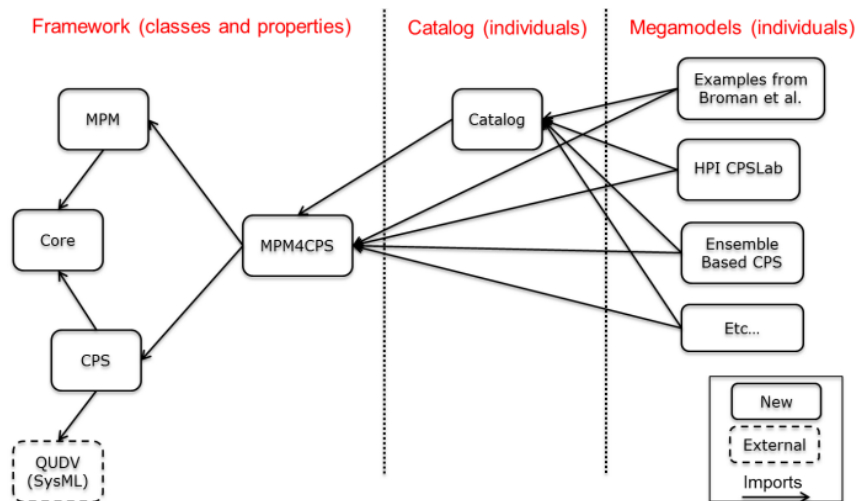 Framework (classes and properties)
Catalog (individuals)
Megamodels (individuals)
MPM
Core
CPS
QUDV
(SysML)
MPM4CPS
Catalog
Examples from
Broman et al.
HPI CPSLab
Ensemble
Based CPS
Etc...
New
External
Imports